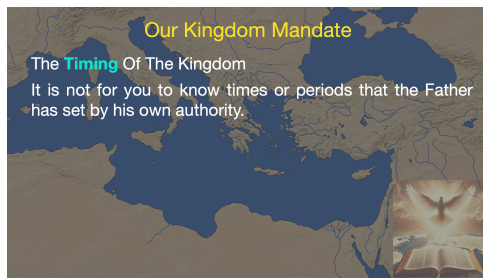 Our Kingdom Mandate
The Timing Of The Kingdom
It is not for you to know times or periods that the Father
has set by his own authority.